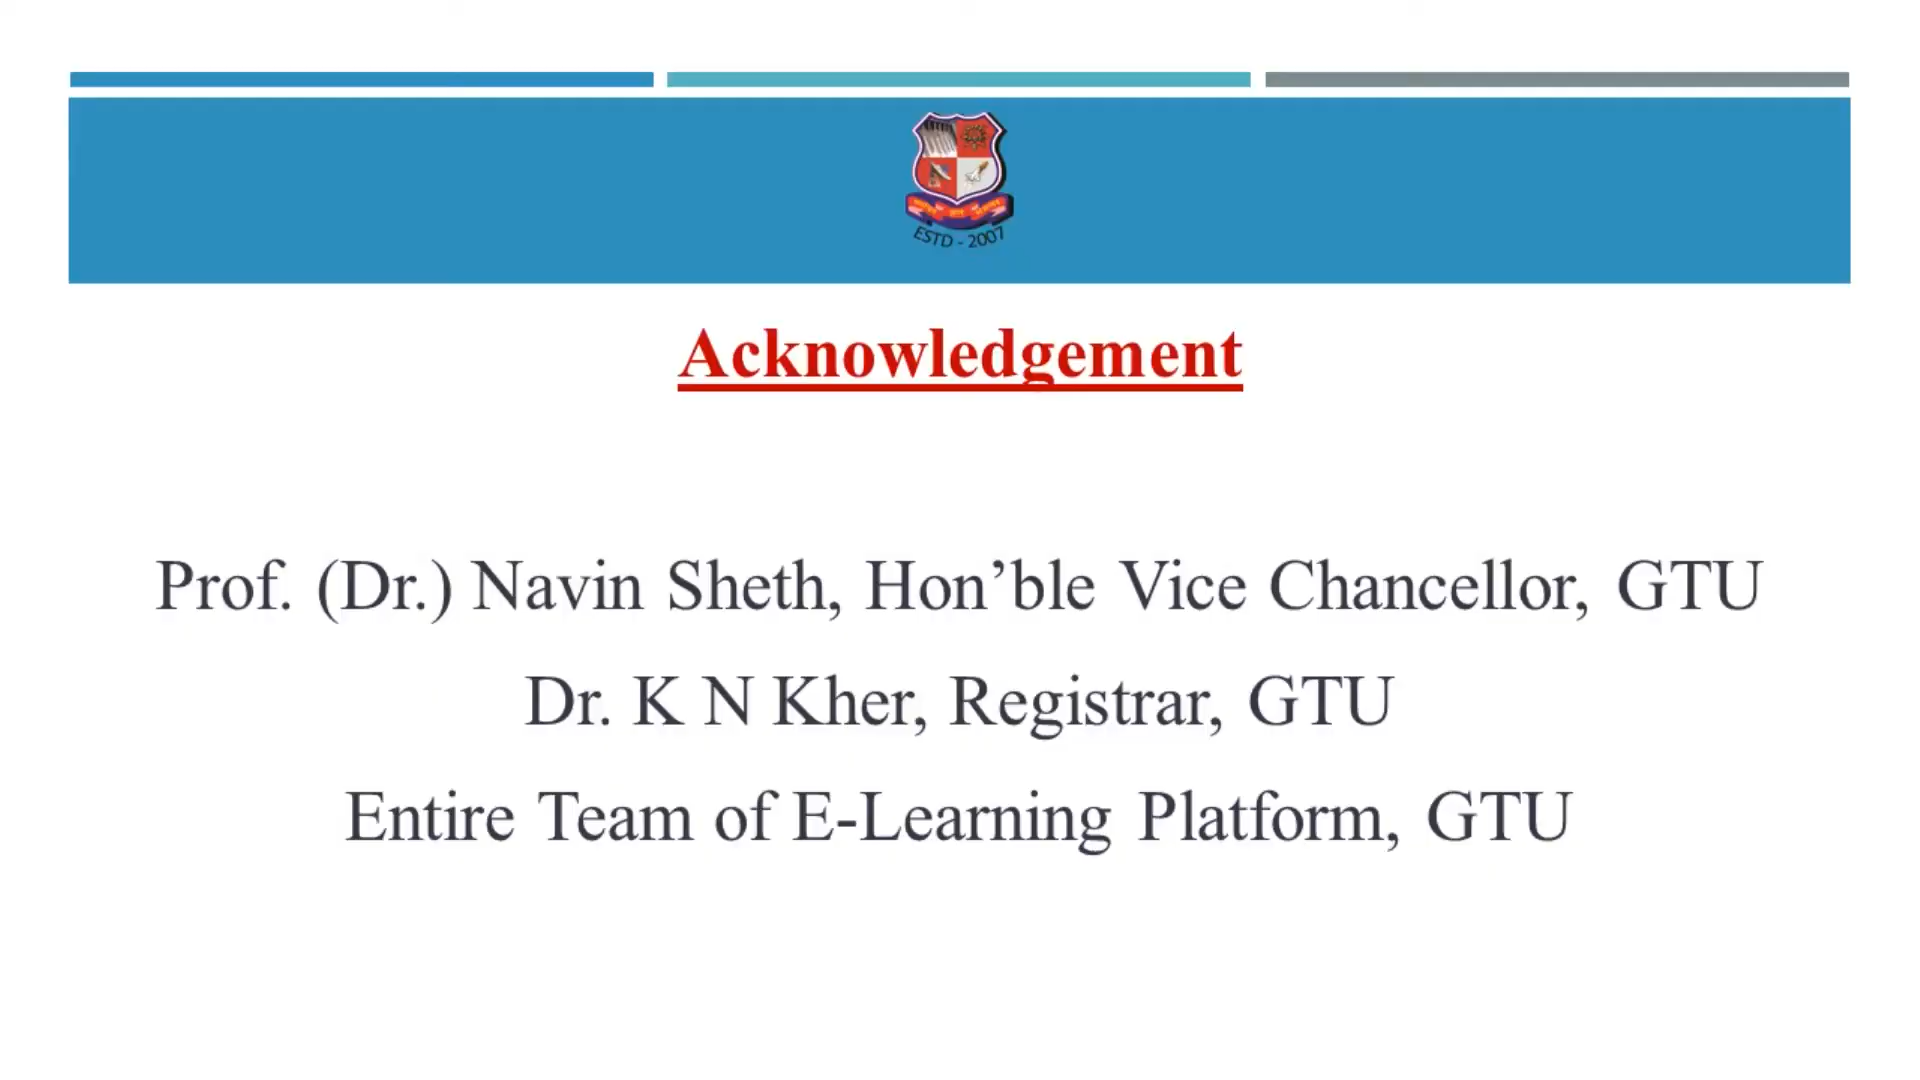 ESTD - 2007
Acknowledgement
Prof. (Dr.) Navin Sheth, Hon’ble Vice Chancellor, GTU
Dr. K N Kher, Registrar, GTU
Entire Team of E-Learning Platform, GTU